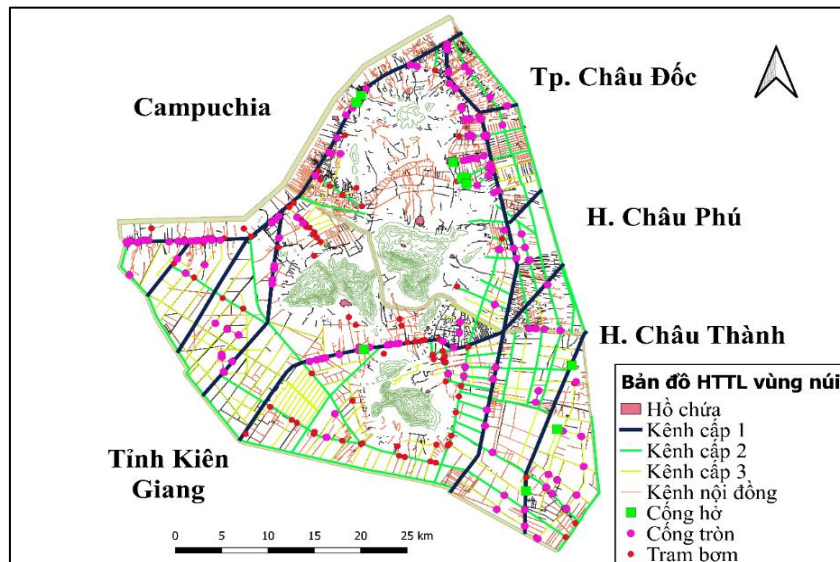 Tp. Châu Đốc
Campuchia
H. Châu Phú
H. Châu Thành
Tỉnh Kiên
Giang
0 5 10 15 20 25 km
Bản đồ HTTL vùng núi
Hồ chứa
Kênh cấp 1
Kênh cấp 2
Kênh cấp 3
Kênh nội đồng
Cống hở
Cống tròn
Trạm bơm